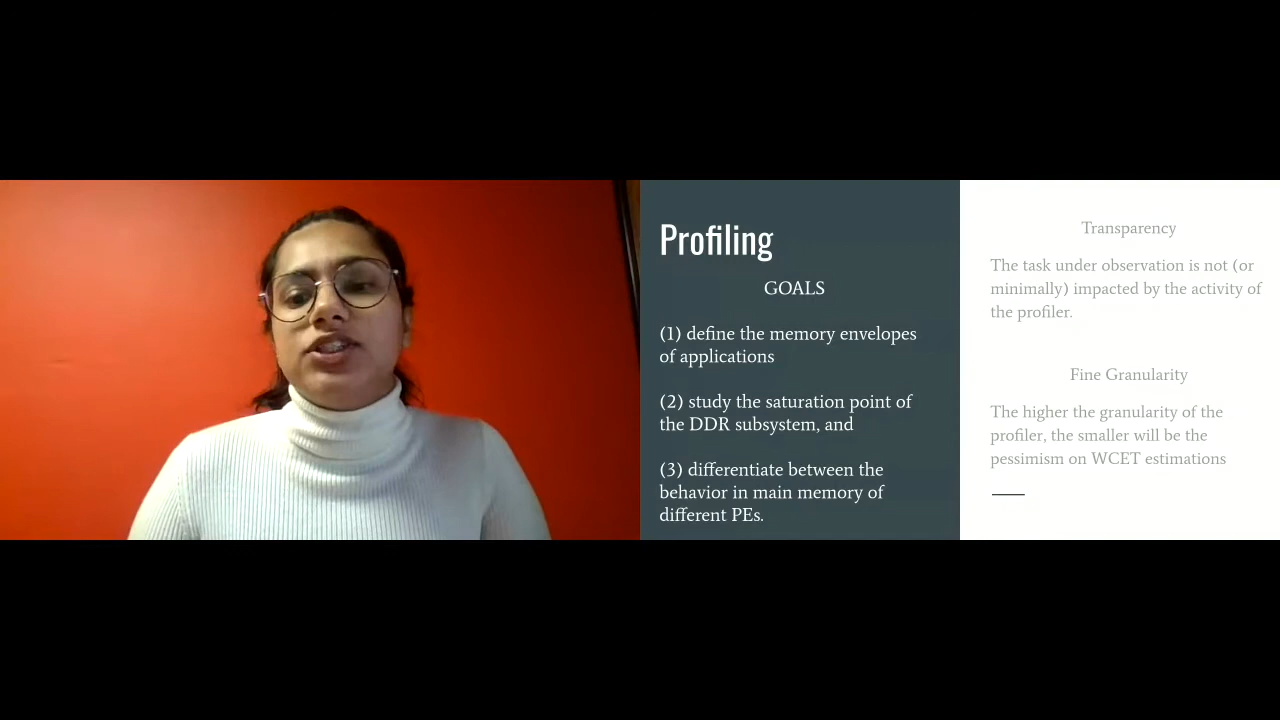 Profiling
GOALS
(1) define the memory envelopes
of applications
(2) study the saturation point of
the DDR subsystem, and
(3) differentiate between the
behavior in main memory of
different PEs.
Transparency
The task under observation is not (or
minimally) impacted by the activity of
the profiler.
Fine Granularity
The higher the granularity of the
profiler, the smaller will be the
pessimism on WCET estimations